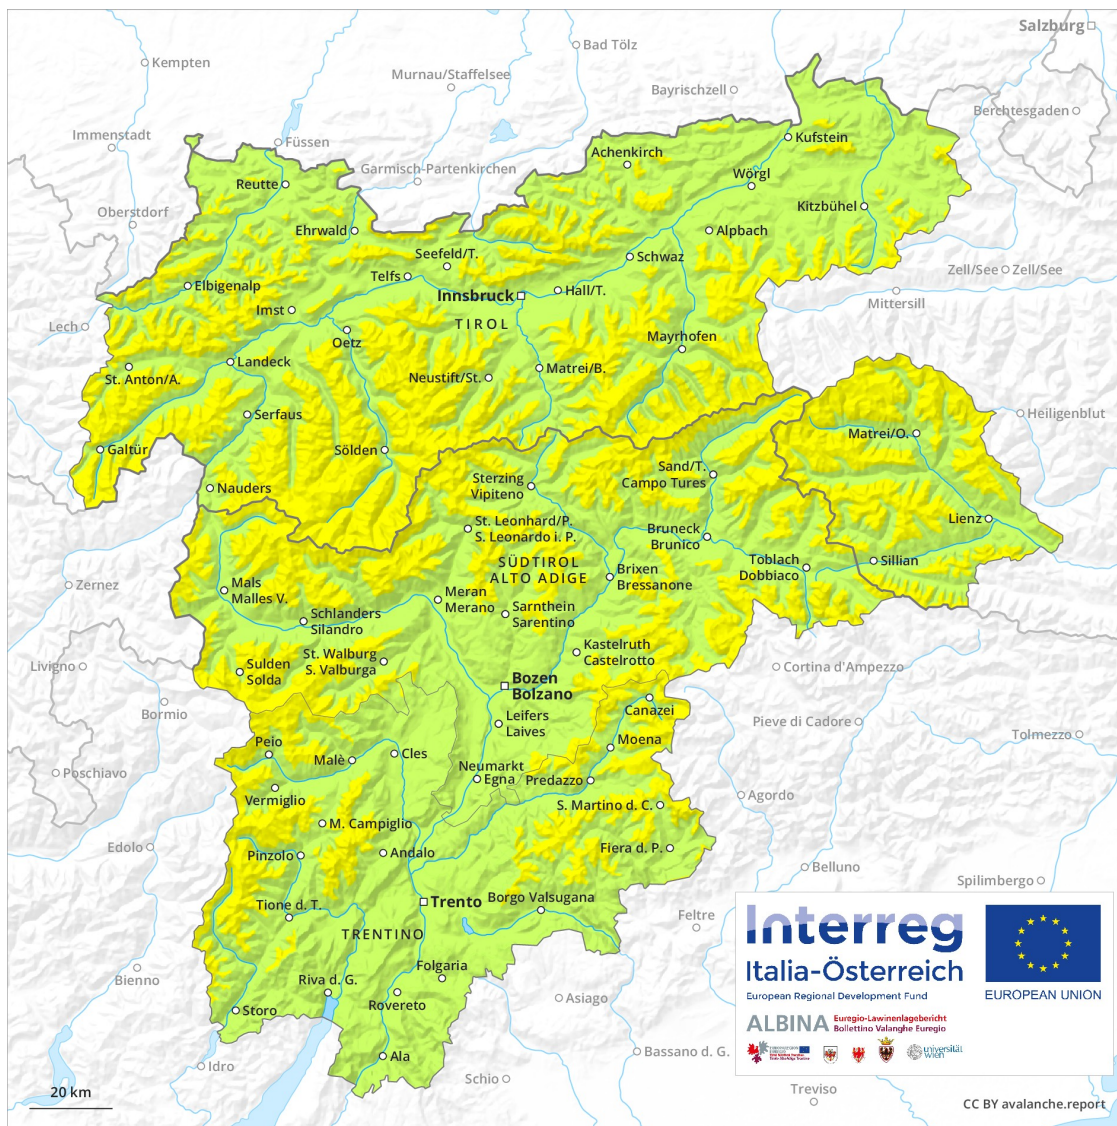 Salzburg
Bad Tölz
Kempten
Murnau/Staffelsee
Bayrischzell
Berchtesgaden
Immenstadt
Füssen
Kufstein
Achenkirch
Garmisch-Partenkirchen
Wörgl
Reutte
Oberstdorf
Kitzbühel
Ehrwald
Alpbach
Seefeld/T.
Schwaz
Telfs
Zell/See
Zell/See
Elbigenalp
Hall/T.
Innsbruck
Mittersill
Imst
TIROL
Lech
Oetz
Mayrhofen
Landeck
Matrei/B.
St. Anton/A.
Neustift/St.
Serfaus
Heiligenblut
Matrei/O.
Galtür
Sölden
Sand/T.
Campo Tures
Sterzing
Vipiteno
Nauders
St. Leonhard/P.
S. Leonardo i. P.
Lienz
Bruneck
Brunico
SÜDTIROL
ALTO ADIGE
Toblach
Dobbiaco
Sillian
Brixen
Bressanone
Zernez
Mals
Malles V.
Meran
Merano
Sarnthein
Sarentino
Schlanders
Silandro
Kastelruth
Castelrotto
St. Walburg
S. Valburga
Livigno
Sulden
Solda
Cortina d'Ampezzo
Bozen
Bolzano
Bormio
Canazei
Leifers
Laives
Pieve di Cadore
Tolmezzo
Peio
Moena
Malè
Cles
Poschiavo
Neumarkt
Egna
Predazzo
Vermiglio
Agordo
S. Martino d. C.
M. Campiglio
Edolo
Pinzolo
Andalo
Fiera d. P.
Belluno
Spilimbergo
Trento
Borgo Valsugana
Tione d. T.
Feltre
TRENTINO
Folgaria
Bienno
Riva d. G.
Rovereto
Asiago
Storo
Ala
Bassano d. G.
Idro
Schio
Treviso
20 km
Interreg
Italia-Österreich
European Regional Development Fund
EUROPEAN UNION
ALBINA
Euregio-Lawinenlagebericht
Bollettino Valanghe Euregio
universität
wien
CC BY avalanche.report